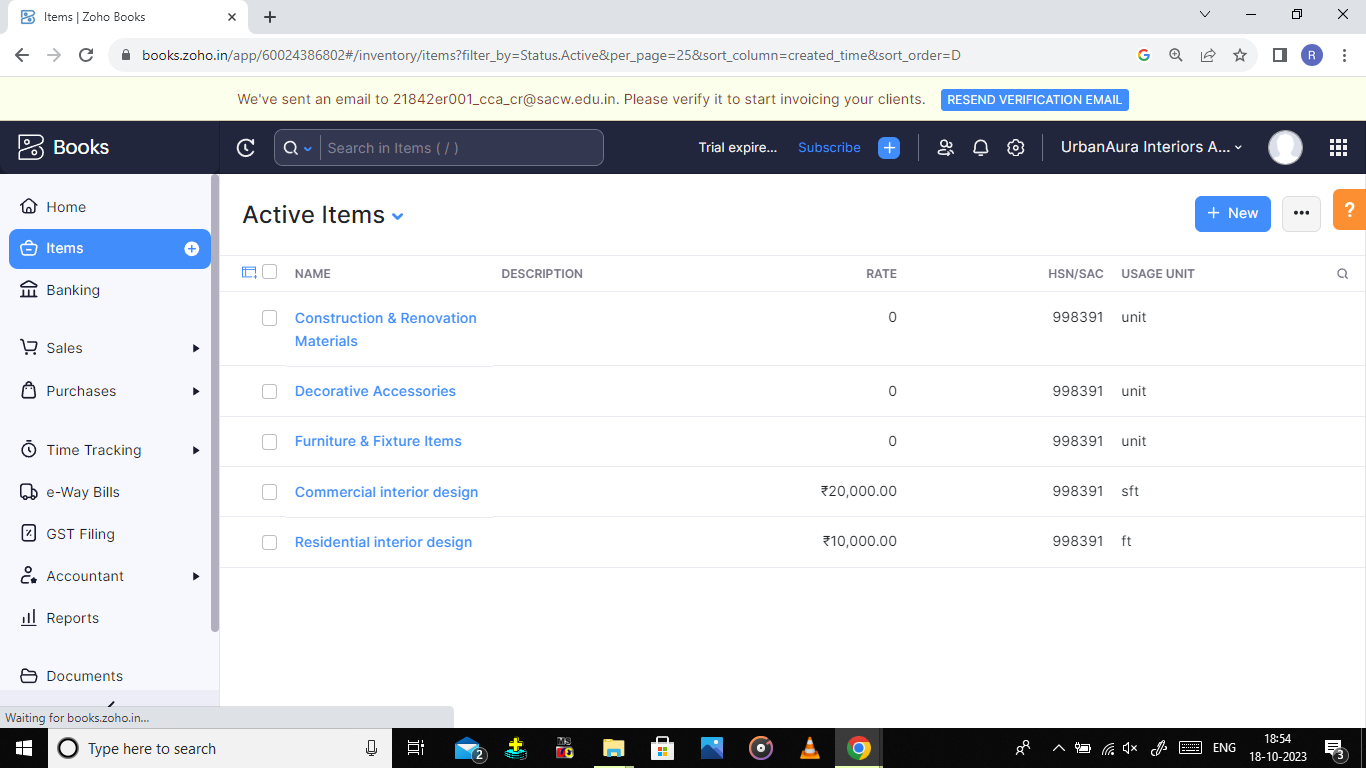 Items | Zoho Books
books.zoho.in/app/60024386802#/inventory/items?filter_by=Status.Active&per_page=25&sort_column=created_time&sort_order=D
R
We've sent an email to 21842er001_cca_cr@sacw.edu.in. Please verify it to start invoicing your clients. RESEND VERIFICATION EMAIL
Books
Search in Items ( / )
Trial expire... Subscribe
UrbanAura Interiors A...
Home
Items
Banking
Sales
Purchases
Time Tracking
e-Way Bills
GST Filing
Accountant
Reports
Documents
Active Items
+ New
?
NAME DESCRIPTION RATE HSN/SAC USAGE UNIT
Construction & Renovation Materials 0 998391 unit
Decorative Accessories 0 998391 unit
Furniture & Fixture Items 0 998391 unit
Commercial interior design ₹20,000.00 998391 sft
Residential interior design ₹10,000.00 998391 ft
Waiting for books.zoho.in...
Type here to search
2
MS
ENG
18:54
18-10-2023
3